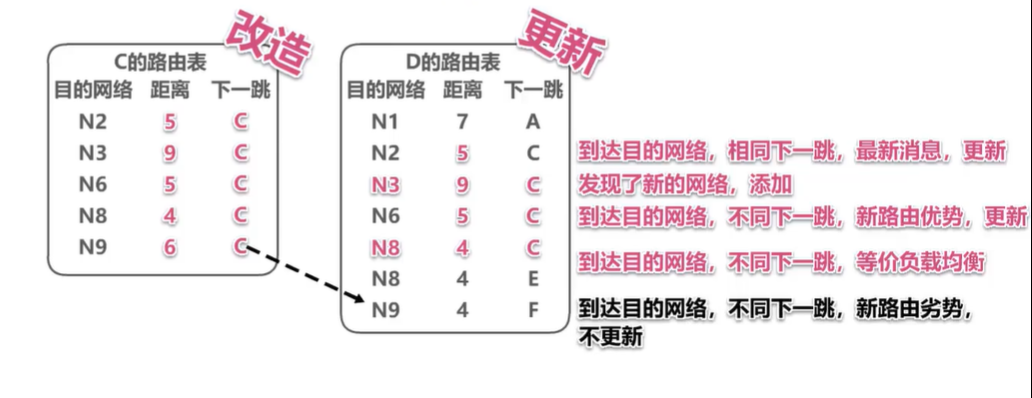 改造
C的路由表
目的网络 距离 下一跳
N2 5 C
N3 9 C
N6 5 C
N8 4 C
N9 6 C
更新
D的路由表
目的网络 距离 下一跳
N1 7 A
N2 5 C
N3 9 C
N6 5 C
N8 4 C
N8 4 E
N9 4 F
到达目的网络，相同下一跳，最新消息，更新
发现了新的网络，添加
到达目的网络，不同下一跳，新路由优势，更新
到达目的网络，不同下一跳，等价负载均衡
到达目的网络，不同下一跳，新路由劣势，
不更新